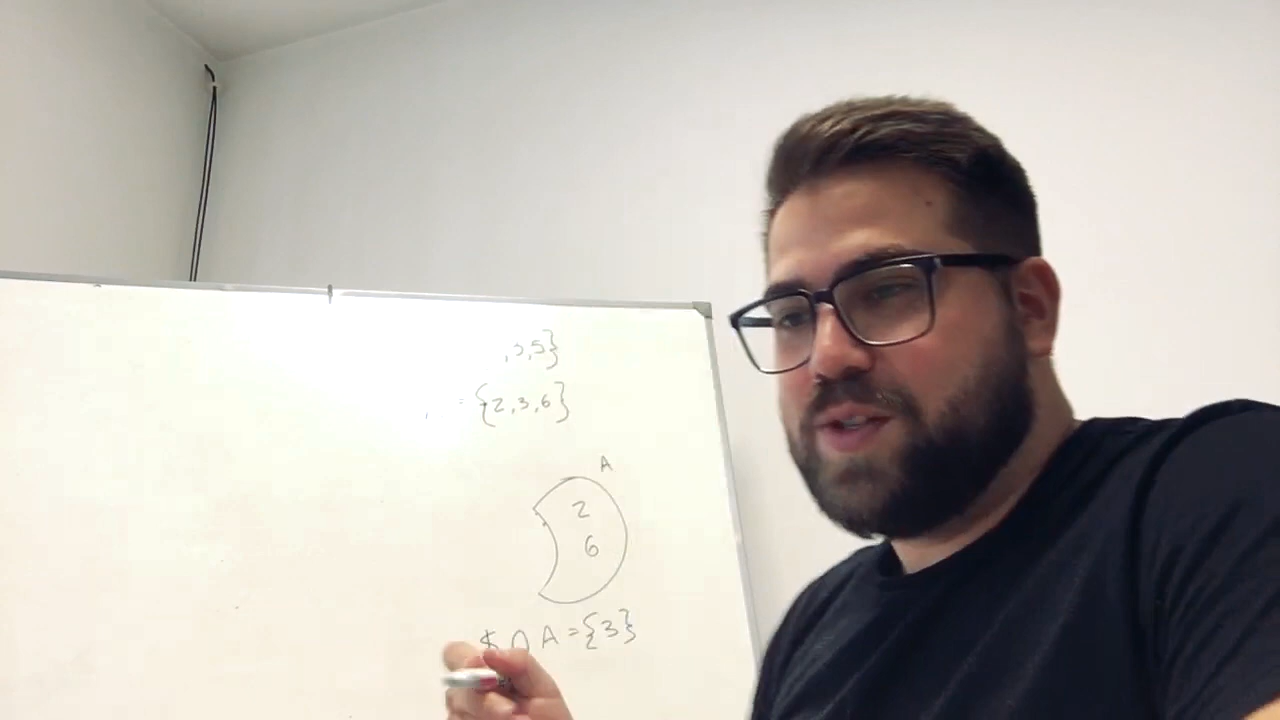 ,3,5}
= {2,3,6}
A
2
6
∩ A = {3}